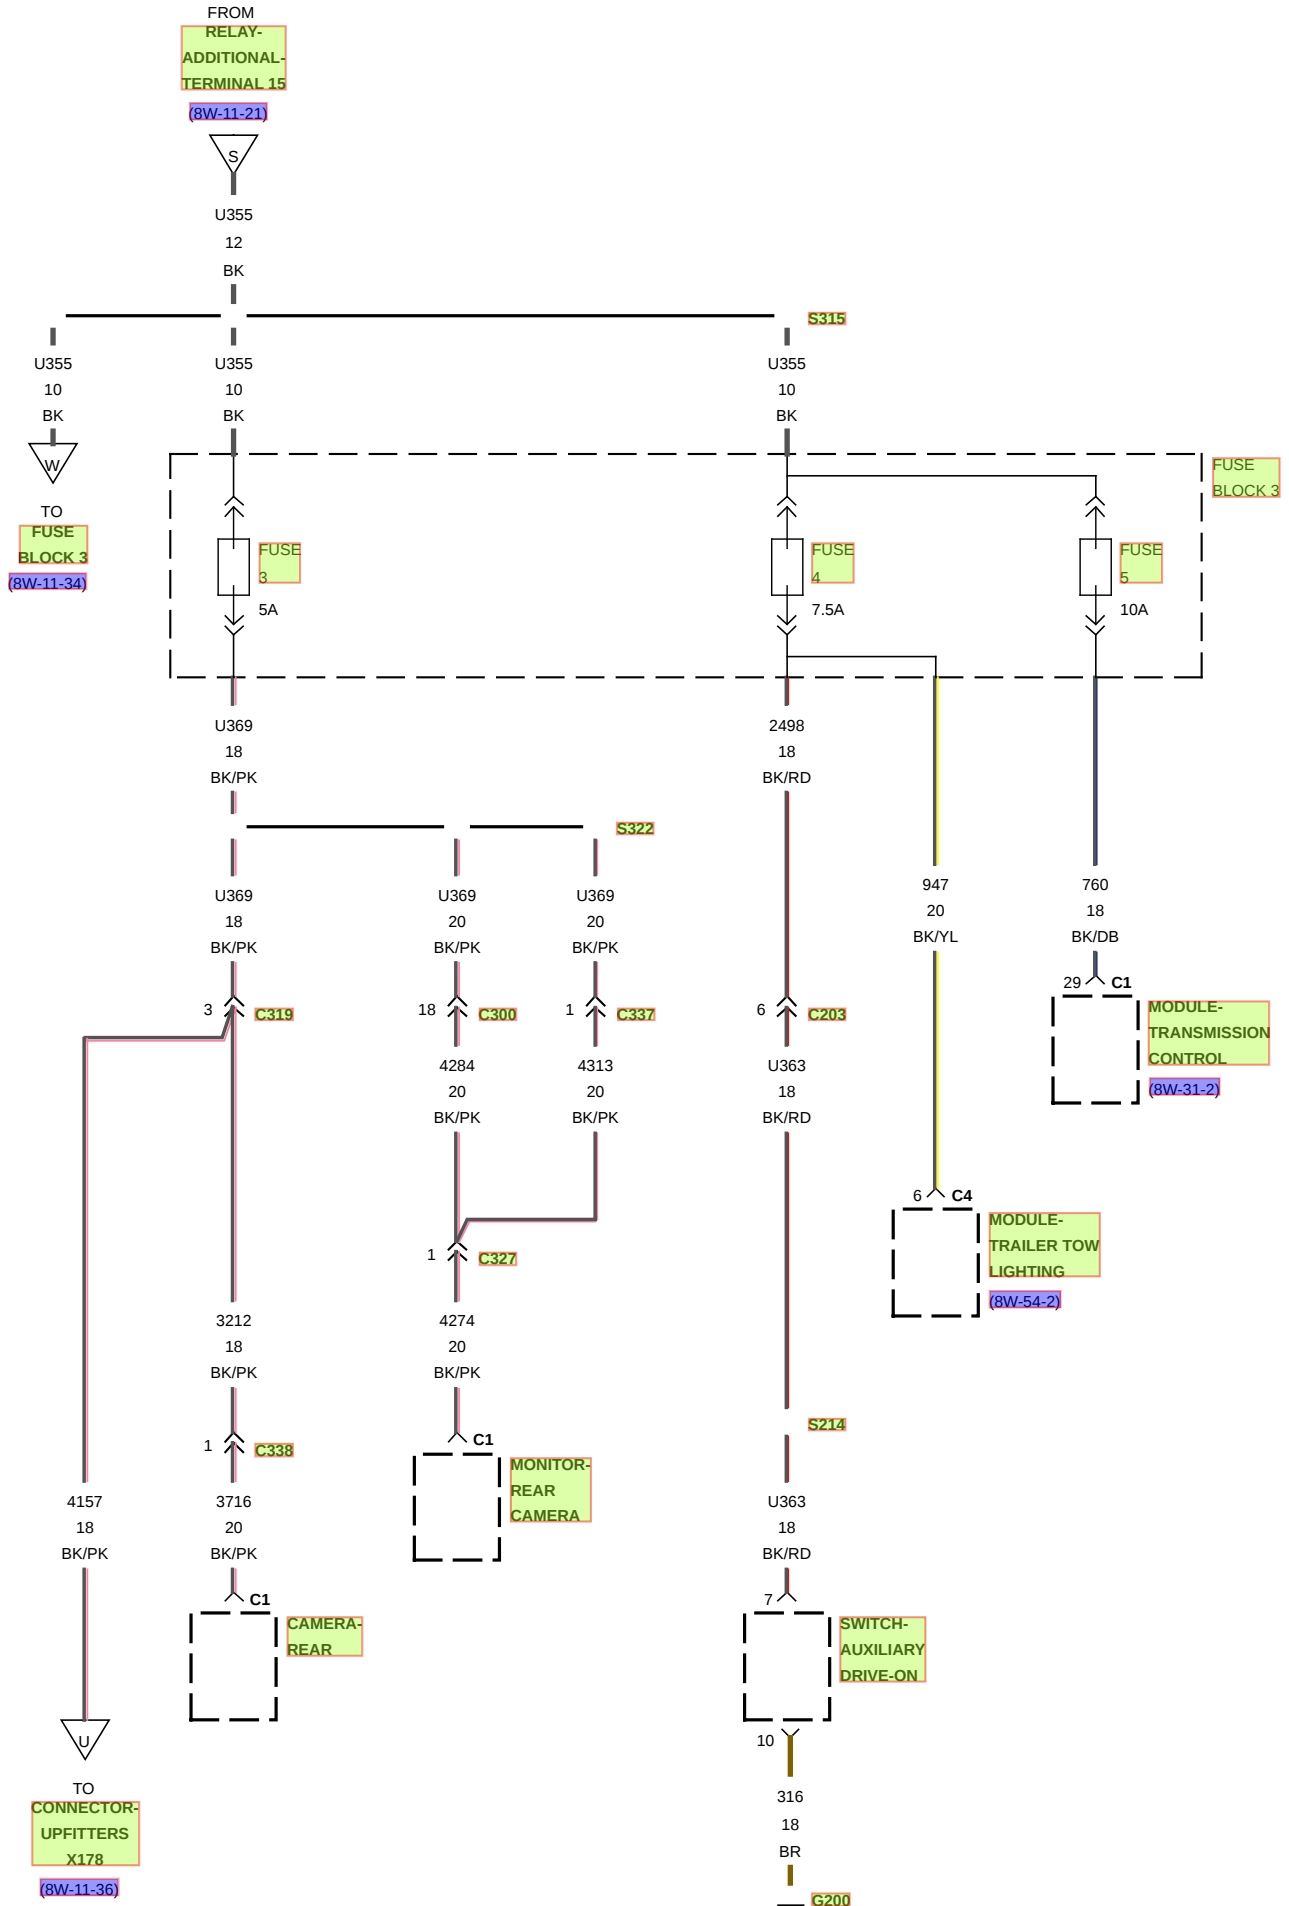 FROM
RELAY-
ADDITIONAL-
TERMINAL 15
(8W-11-21)
S
U355
12
BK
S315
U355
10
BK
U355
10
BK
U355
10
BK
W
TO
FUSE
BLOCK 3
(8W-11-34)
FUSE
BLOCK 3
FUSE
3
5A
FUSE
4
7.5A
FUSE
5
10A
U369
18
BK/PK
2498
18
BK/RD
S322
U369
18
BK/PK
U369
20
BK/PK
U369
20
BK/PK
947
20
BK/YL
760
18
BK/DB
29
C1
MODULE-
TRANSMISSION
CONTROL
(8W-31-2)
3
C319
18
C300
1
C337
6
C203
4284
20
BK/PK
4313
20
BK/PK
U363
18
BK/RD
6
C4
MODULE-
TRAILER TOW
LIGHTING
(8W-54-2)
1
C327
3212
18
BK/PK
4274
20
BK/PK
S214
1
C338
C1
MONITOR-
REAR
CAMERA
4157
18
BK/PK
3716
20
BK/PK
U363
18
BK/RD
C1
CAMERA-
REAR
7
SWITCH-
AUXILIARY
DRIVE-ON
10
U
TO
CONNECTOR-
UPFITTERS
X178
(8W-11-36)
316
18
BR
G200